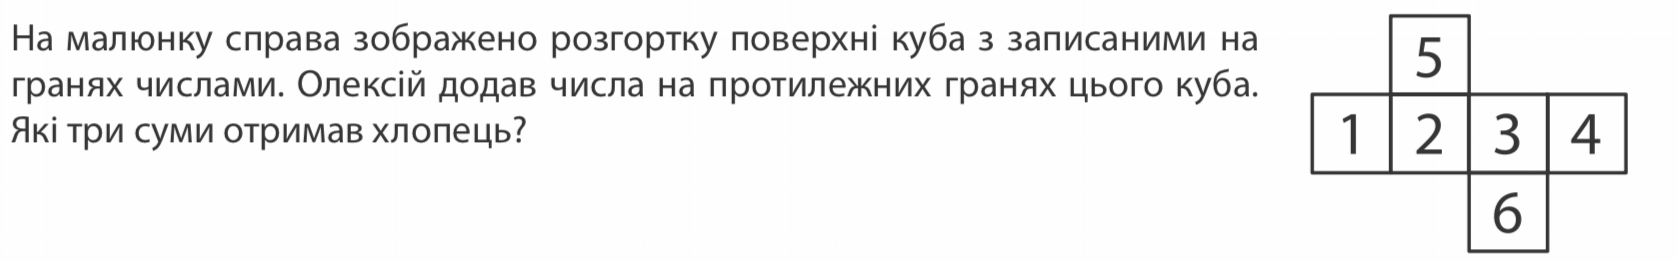 На малюнку справа зображено розгортку поверхні куба з записаними на
гранях числами. Олексій додав числа на протилежних гранях цього куба.
Які три суми отримав хлопець?
5
1 2 3 4
6